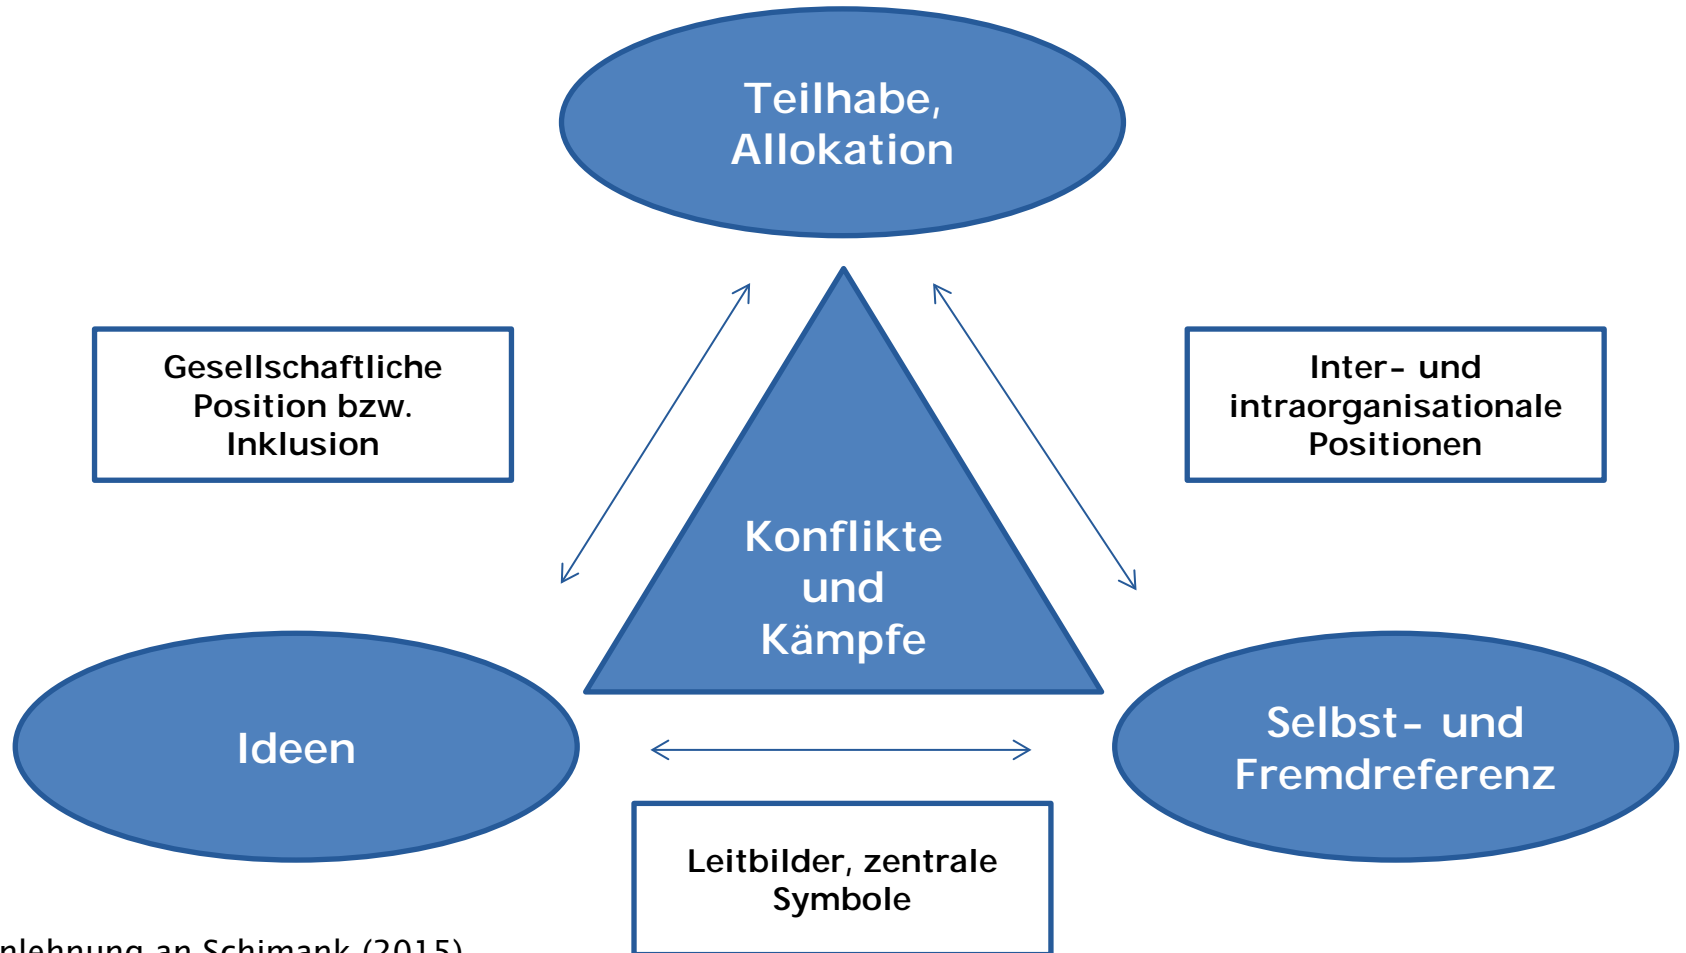 Teilhabe,
Allokation
Gesellschaftliche
Position bzw.
Inklusion
Inter- und
intraorganisationale
Positionen
Konflikte
und
Kämpfe
Ideen
Selbst- und
Fremdreferenz
Leitbilder, zentrale
Symbole
an Schimank (2015)